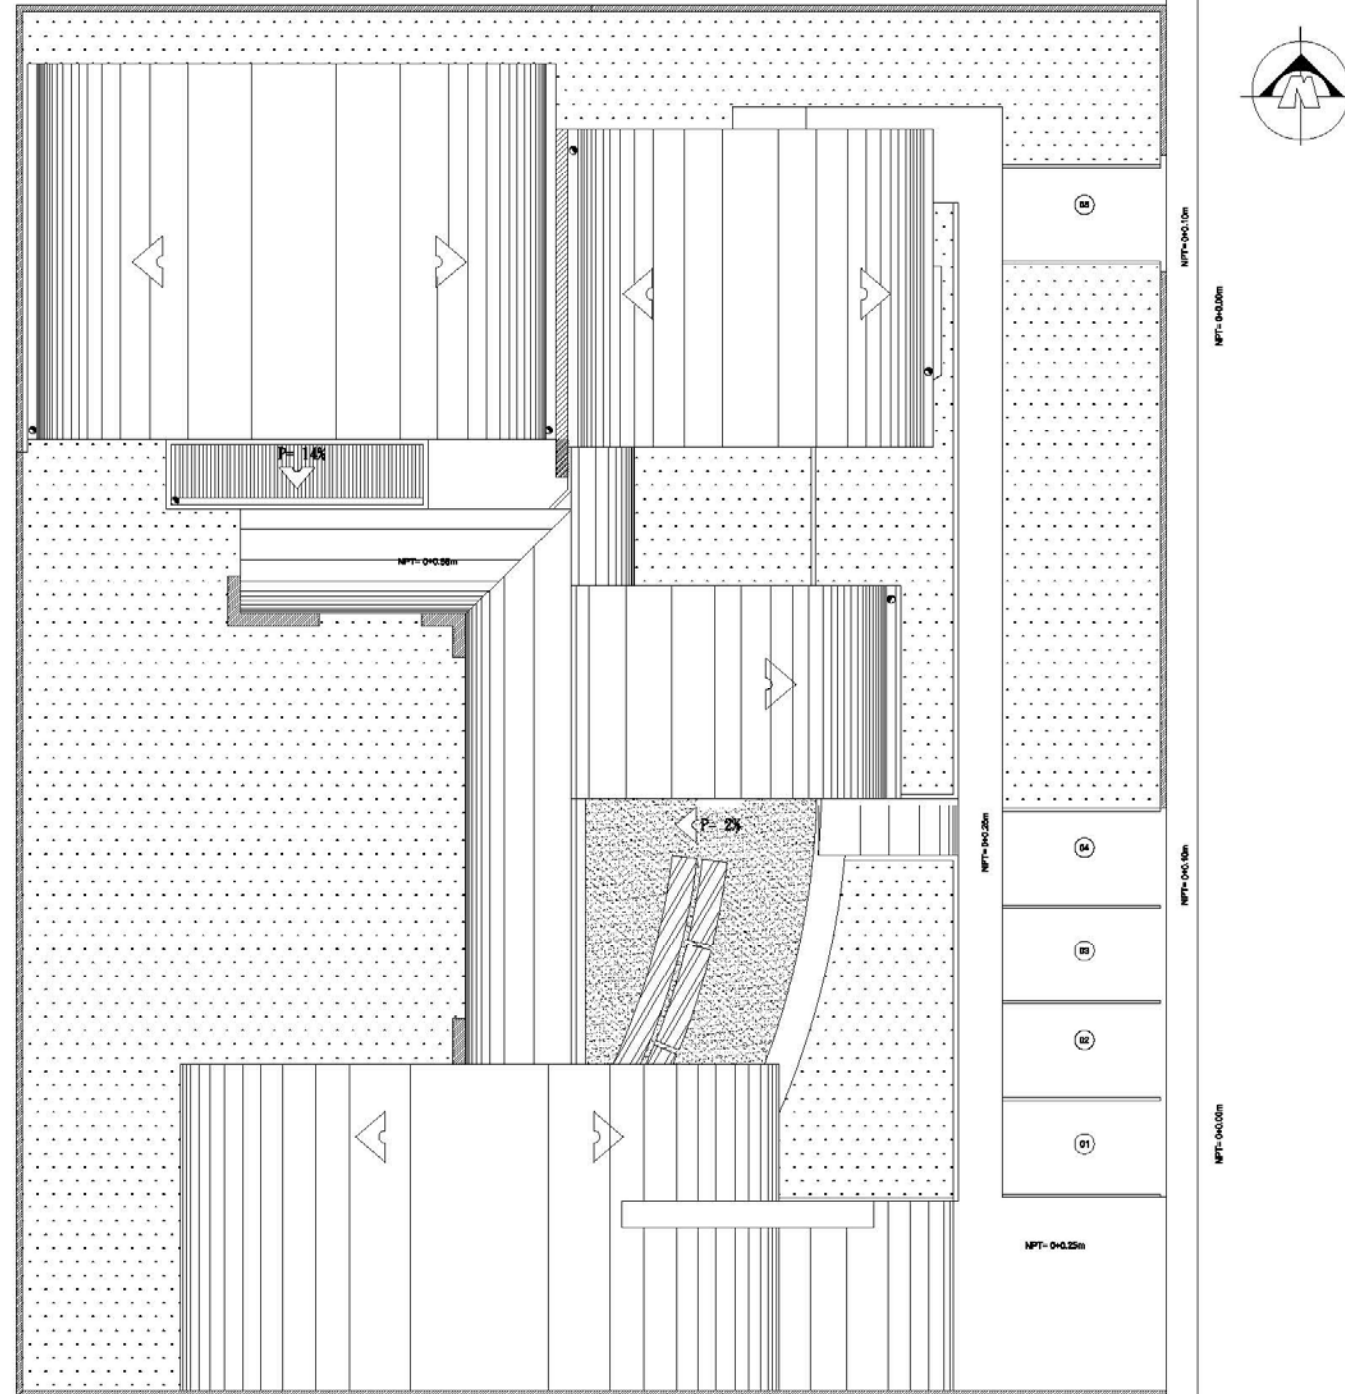 N
05
NPT= 0+0.10m
NPT= 0+0.00m
P= 14%
NPT= 0+0.56m
P= 2%
NPT= 0+0.25m
04
NPT= 0+0.10m
03
02
01
NPT= 0+0.00m
NPT= 0+0.25m